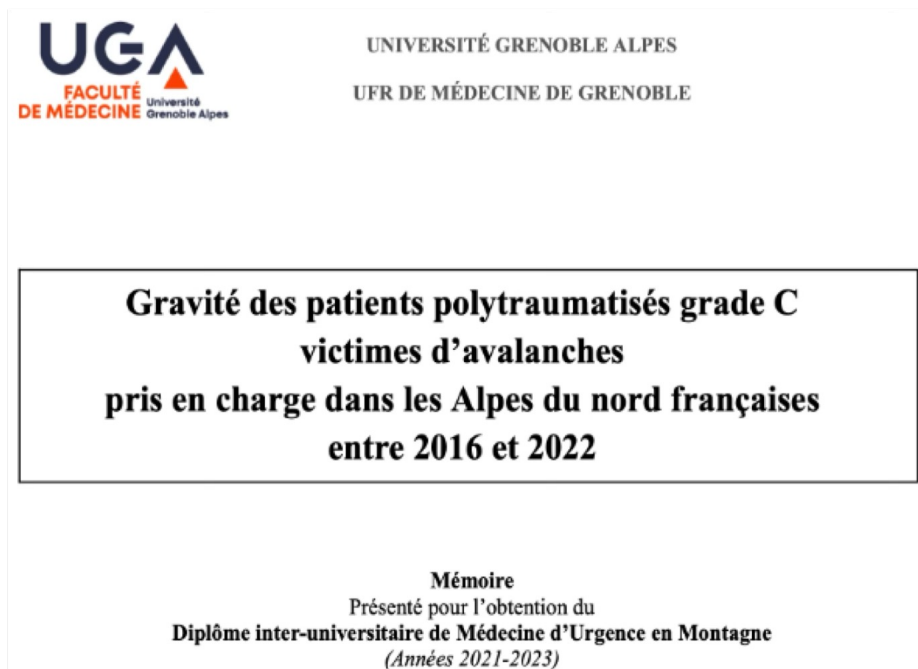 UGA
FACULTÉ
DE MÉDECINE
Université
Grenoble Alpes
UNIVERSITÉ GRENOBLE ALPES
UFR DE MÉDECINE DE GRENOBLE
Gravité des patients polytraumatisés grade C
victimes d’avalanches
pris en charge dans les Alpes du nord françaises
entre 2016 et 2022
Mémoire
Présenté pour l’obtention du
Diplôme inter-universitaire de Médecine d’Urgence en Montagne
(Années 2021-2023)